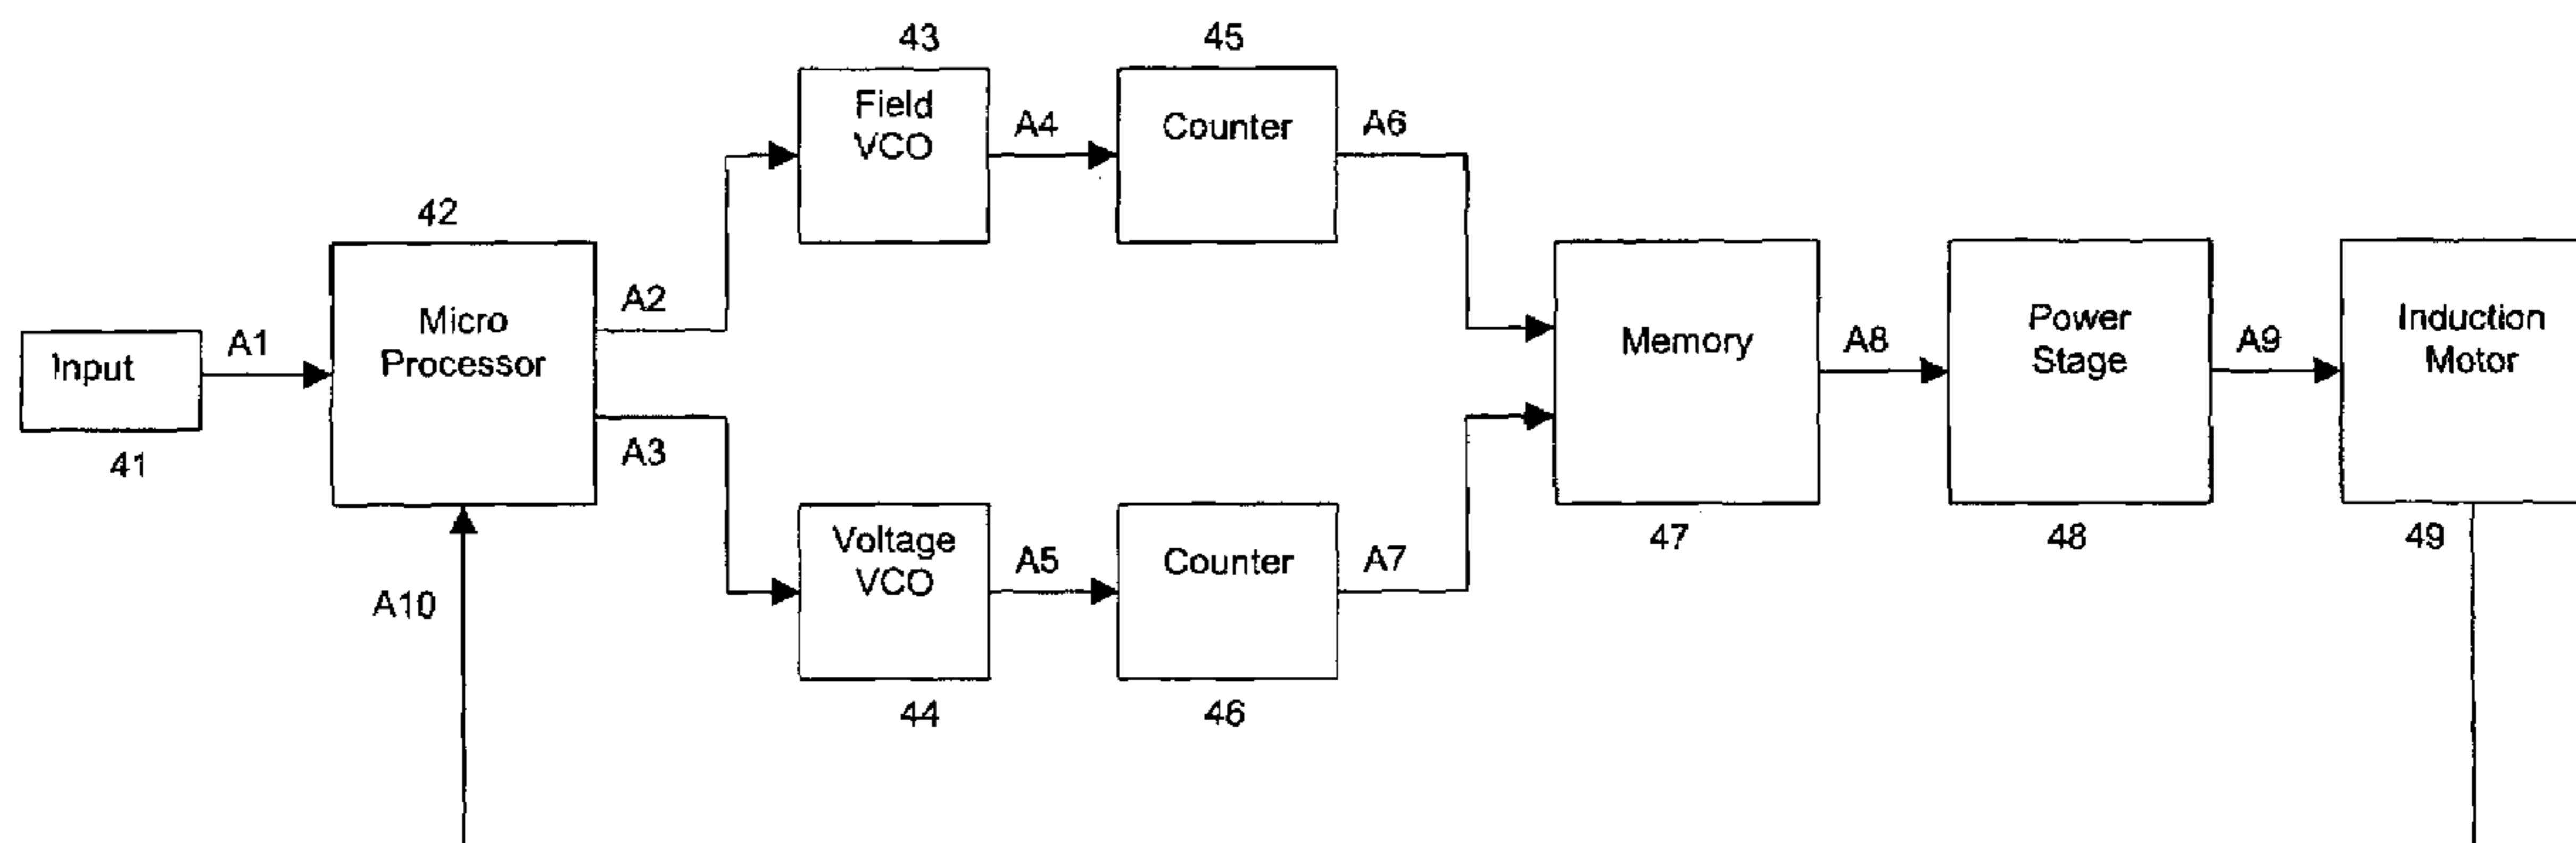 43
45
Field
VCO
A4
Counter
A6
42
A2
Micro
Processor
Input
A1
41
A3
Memory
A8
Power
Stage
A9
Induction
Motor
47
48
49
Voltage
VCO
A5
Counter
A7
A10
44
46